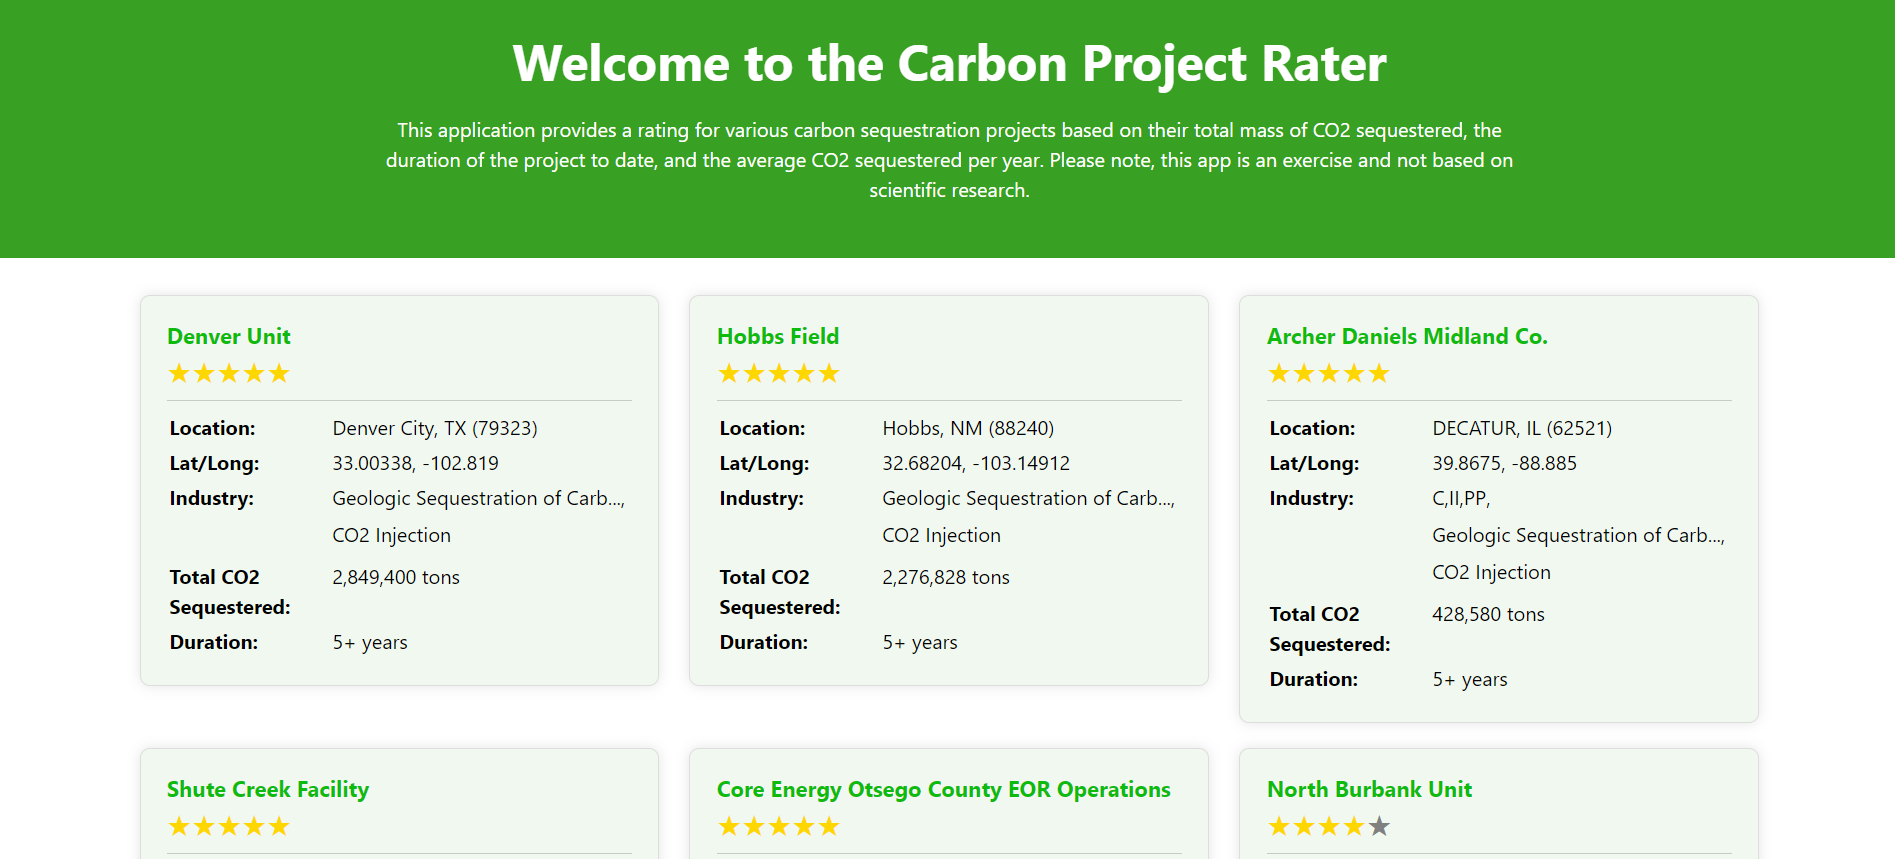 Welcome to the Carbon Project Rater
This application provides a rating for various carbon sequestration projects based on their total mass of CO2 sequestered, the
duration of the project to date, and the average CO2 sequestered per year. Please note, this app is an exercise and not based on
scientific research.
Denver Unit
★★★★★
Location: Denver City, TX (79323)
Lat/Long: 33.00338, -102.819
Industry: Geologic Sequestration of Carb...,
CO2 Injection
Total CO2 2,849,400 tons
Sequestered:
Duration: 5+ years
Hobbs Field
★★★★★
Location: Hobbs, NM (88240)
Lat/Long: 32.68204, -103.14912
Industry: Geologic Sequestration of Carb...,
CO2 Injection
Total CO2 2,276,828 tons
Sequestered:
Duration: 5+ years
Archer Daniels Midland Co.
★★★★★
Location: DECATUR, IL (62521)
Lat/Long: 39.8675, -88.885
Industry: C,II,PP,
Geologic Sequestration of Carb...,
CO2 Injection
Total CO2 428,580 tons
Sequestered:
Duration: 5+ years
Shute Creek Facility
★★★★★
Core Energy Otsego County EOR Operations
★★★★★
North Burbank Unit
★★★★★